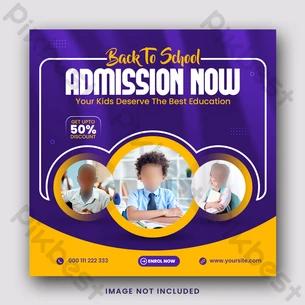 Back To School
ADMISSION NOW
Your Kids Deserve The Best Education
GET UPTO
50%
DISCOUNT
000 111 222 333
ENROL NOW
www.yoursite.com
IMAGE NOT INCLUDED
pikbest